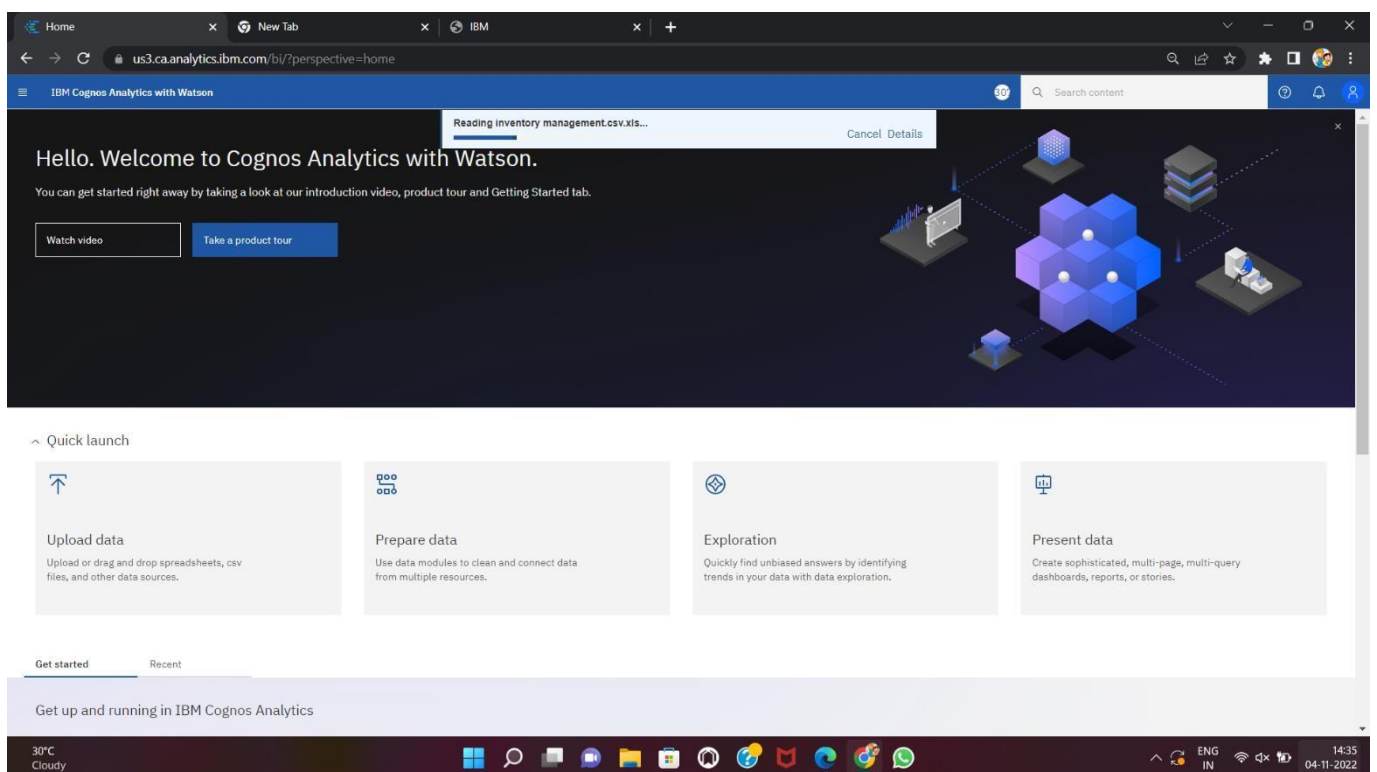 Home
New Tab
IBM
us3.ca.analytics.ibm.com/bi/?perspective=home
IBM Cognos Analytics with Watson
30
Search content
Reading inventory management.csv.xls...
Cancel Details
Hello. Welcome to Cognos Analytics with Watson.
You can get started right away by taking a look at our introduction video, product tour and Getting Started tab.
Watch video
Take a product tour
Quick launch
Upload data
Upload or drag and drop spreadsheets, csv
files, and other data sources.
Prepare data
Use data modules to clean and connect data
from multiple resources.
Exploration
Quickly find unbiased answers by identifying
trends in your data with data exploration.
Present data
Create sophisticated, multi-page, multi-query
dashboards, reports, or stories.
Get started
Recent
Get up and running in IBM Cognos Analytics
30°C
Cloudy
ENG
IN
14:35
04-11-2022